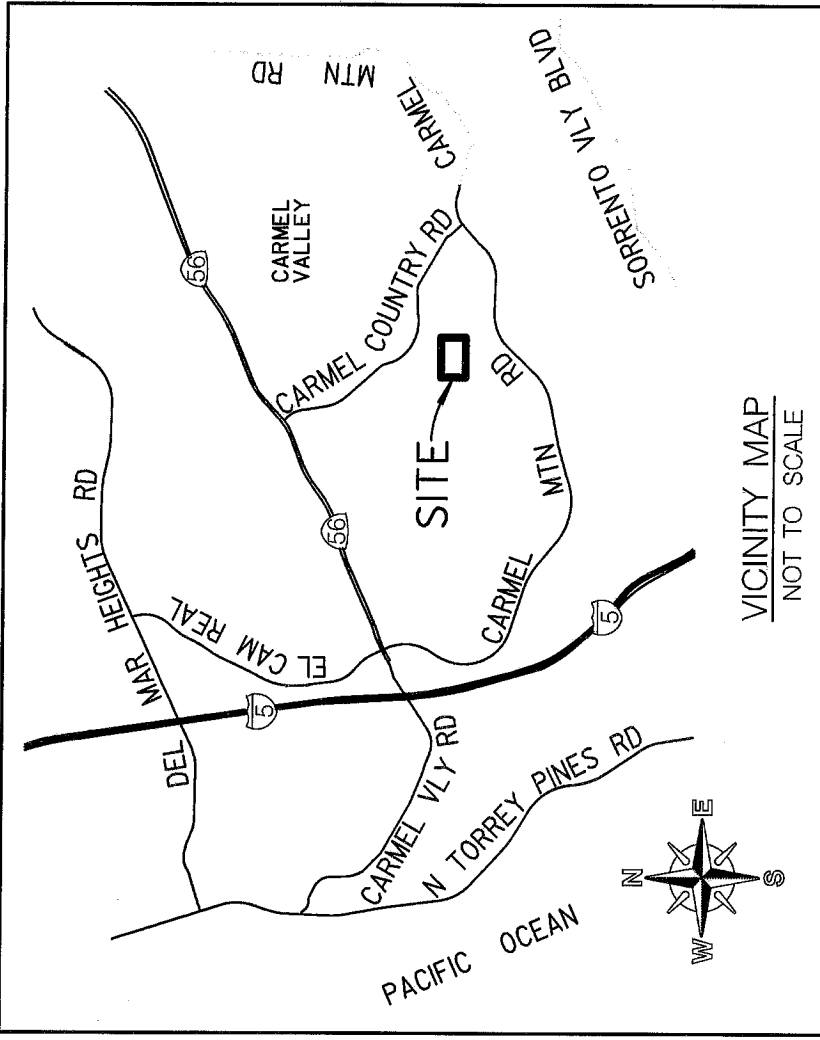 DEL MAR HEIGHTS RD
56
CARMEL VALLEY
MTN RD
CARMEL
SORRENTO VLY BLVD
CARMEL COUNTRY RD
56
SITE
EL CAM REAL
5
CARMEL MTN RD
5
CARMEL VLY RD
N TORREY PINES RD
PACIFIC OCEAN
N
W
E
S
VICINITY MAP
NOT TO SCALE